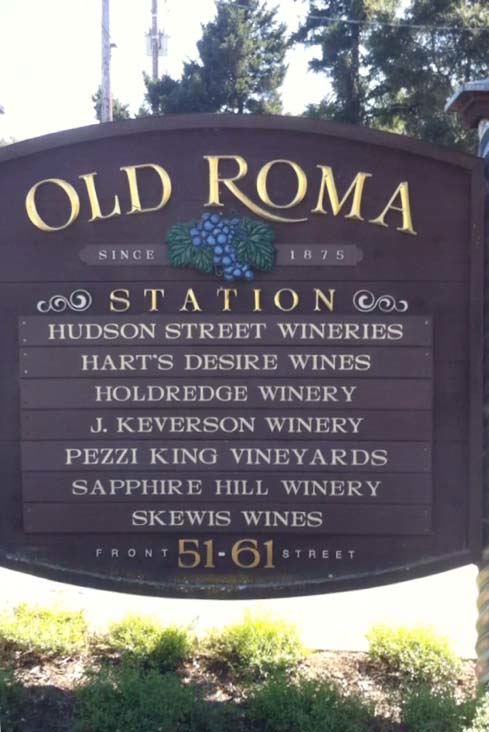 OLD ROMA
SINCE 1875
STATION
HUDSON STREET WINERIES
HART'S DESIRE WINES
HOLDREDGE WINERY
J. KEVERSON WINERY
PEZZI KING VINEYARDS
SAPPHIRE HILL WINERY
SKEWIS WINES
FRONT 51-61 STREET